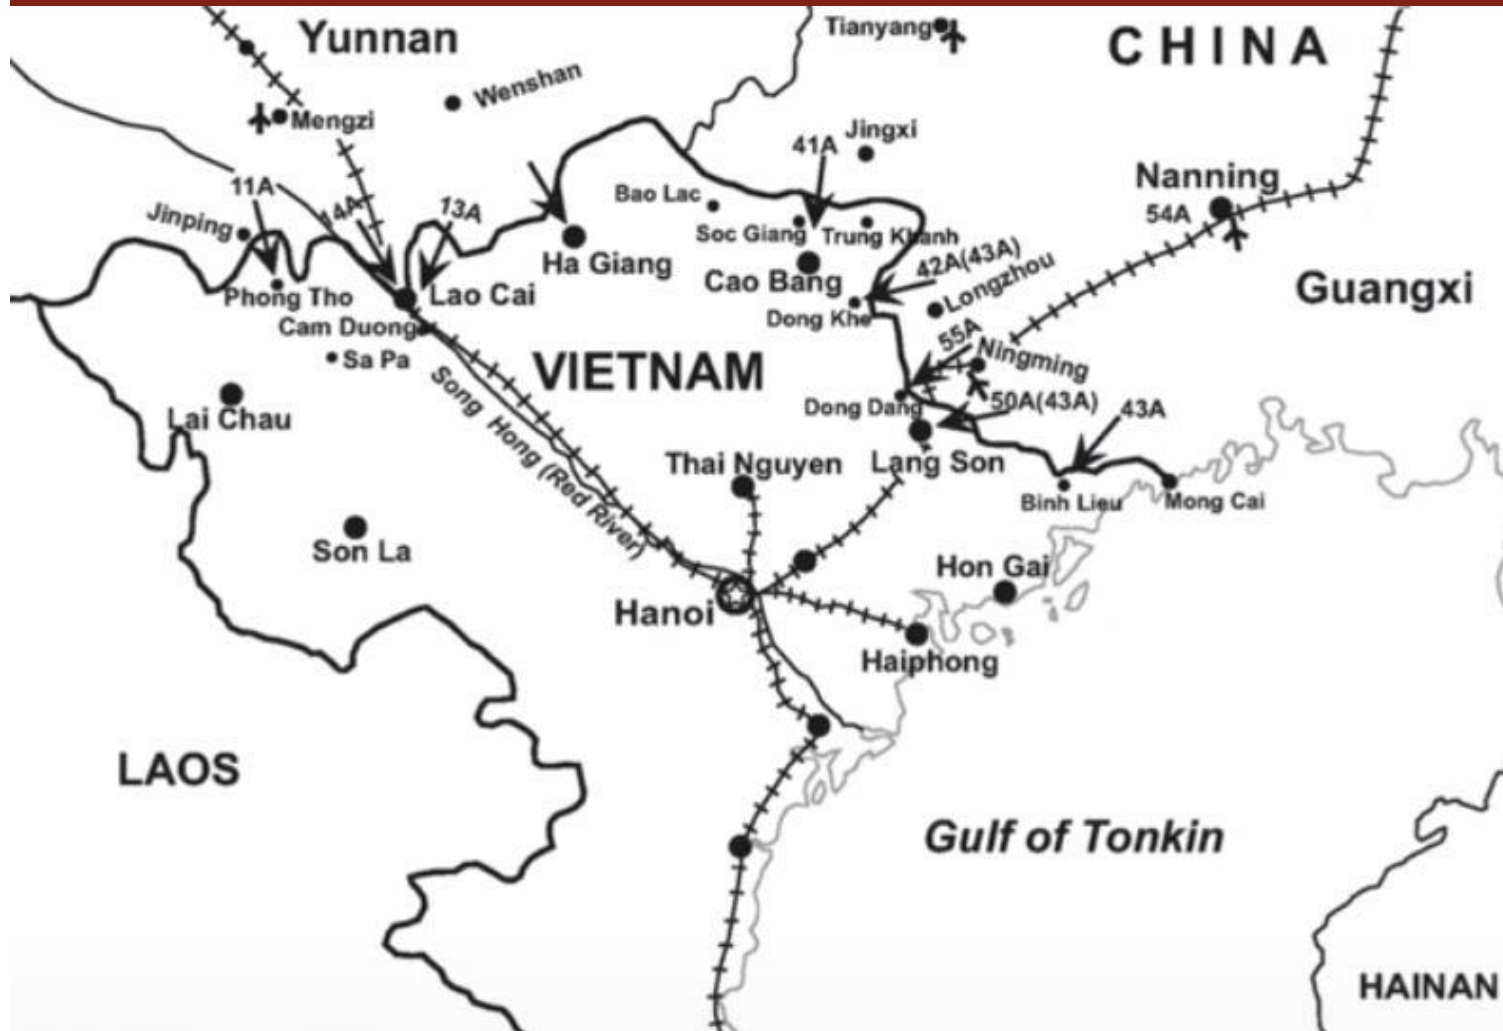 Yunnan
Tianyang
CHINA
Wenshan
Mengzi
Jingxi
41A
Nanning
54A
11A
14A
13A
Jinping
Bao Lac
Soc Giang
Trung Khanh
Ha Giang
Cao Bang
42A(43A)
Longzhou
Guangxi
Phong Tho
Lao Cai
Cam Duong
Dong Khe
Sa Pa
VIETNAM
55A
Ningming
Lai Chau
Song Hong (Red River)
Dong Dang
50A(43A)
43A
Thai Nguyen
Lang Son
Binh Lieu
Mong Cai
Son La
Hon Gai
Hanoi
Haiphong
LAOS
Gulf of Tonkin
HAINAN